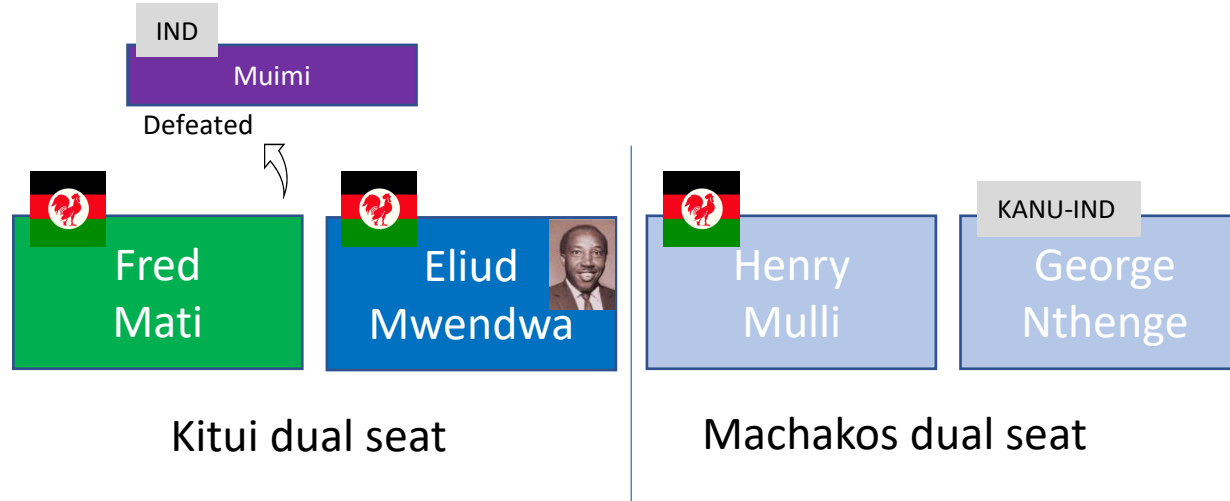 IND
Muimi
Defeated
Fred
Mati
Eliud
Mwendwa
Kitui dual seat
Henry
Mulli
KANU-IND
George
Nthenge
Machakos dual seat